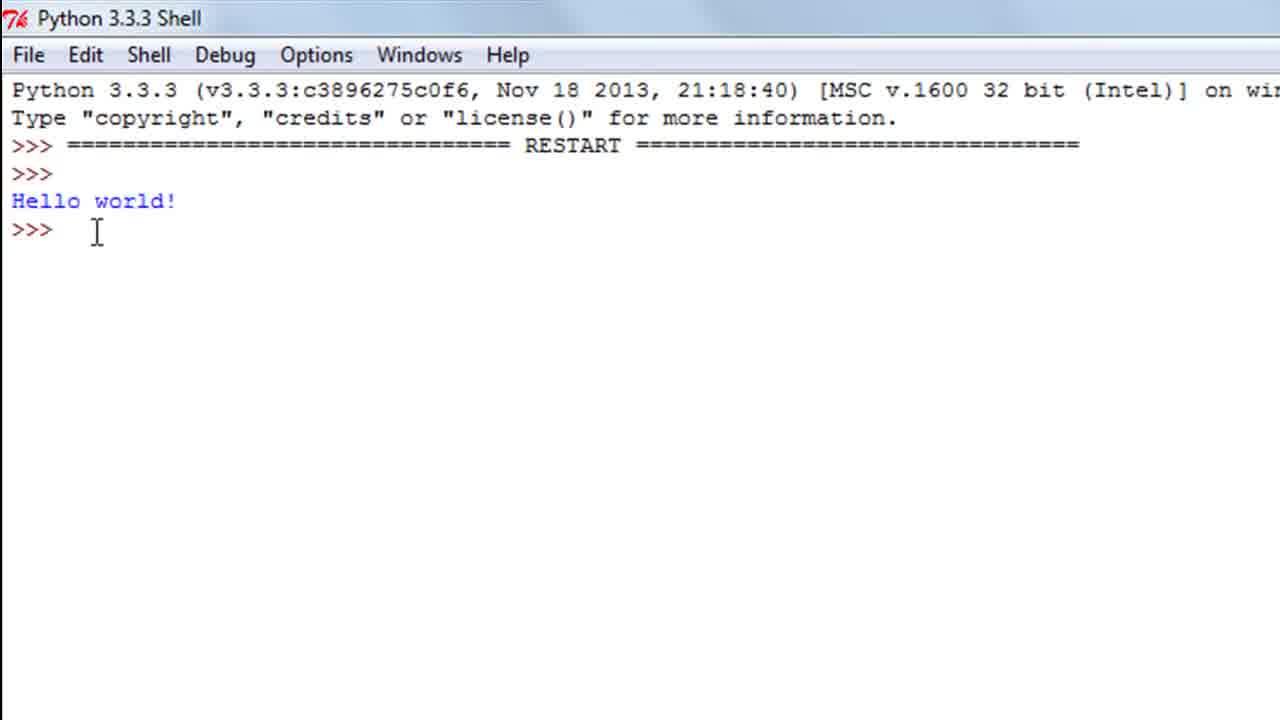 Python 3.3.3 Shell
File Edit Shell Debug Options Windows Help
Python 3.3.3 (v3.3.3:c3896275c0f6, Nov 18 2013, 21:18:40) [MSC v.1600 32 bit (Intel)] on
Type "copyright", "credits" or "license()" for more information.
>>> ================================ RESTART ================================
>>>
Hello world!
>>>